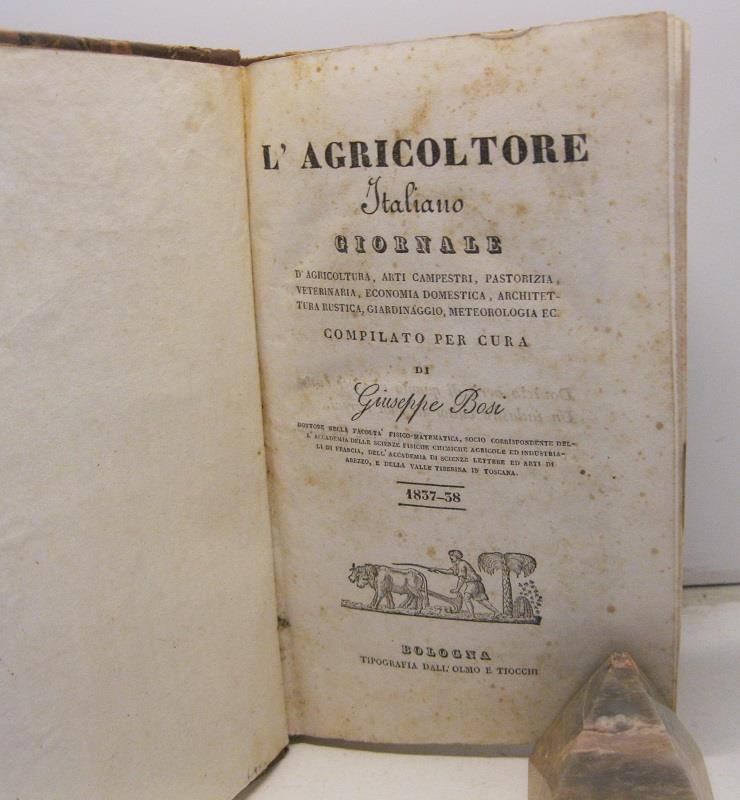 L' AGRICOLTORE
Italiano
GIORNALE
D'AGRICOLTURA, ARTI CAMPESTRI, PASTORIZIA,
VETERINARIA, ECONOMIA DOMESTICA, ARCHITET-
TURA RUSTICA, GIARDINAGGIO, METEOROLOGIA EC.
COMPILATO PER CURA
DI
Giuseppe Bosi
DOTTORE NELLA FACOLTA' FISICO-MATEMATICA, SOCIO CORRISPONDENTE DEL-
L' ACCADEMIA DELLE SCIENZE FISICHE CHIMICHE AGRICOLE ED INDUSTRIA-
LI DI FRANCIA, DELL' ACCADEMIA DI SCIENZE LETTERE ED ARTI DI
AREZZO, E DELLA VALLE TIBERINA IN TOSCANA.
1837-38
BOLOGNA
TIPOGRAFIA DALL' OLMO E TIOCCHI